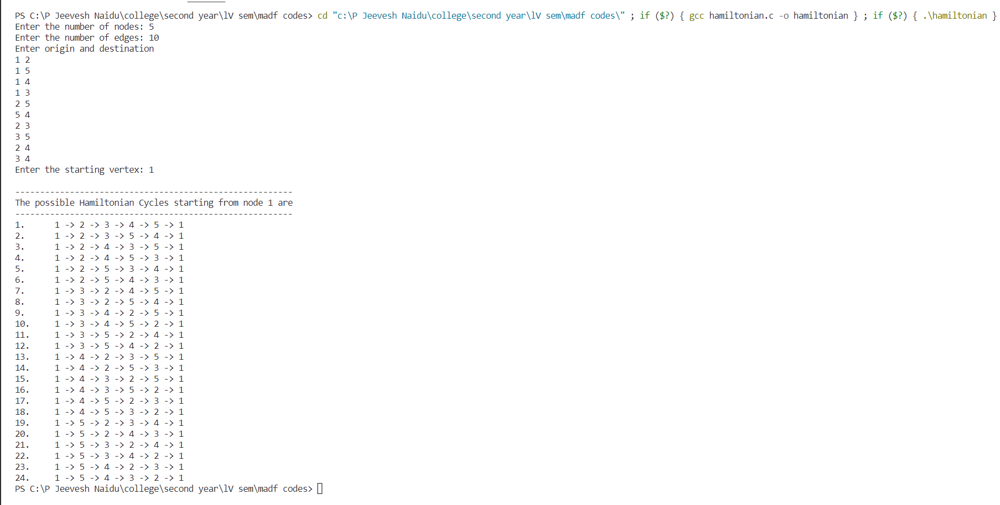 PS C:\P Jeevesh Naidu\college\second year\lV sem\madf codes> cd "c:\P Jeevesh Naidu\college\second year\lV sem\madf codes\" ; if ($?) { gcc hamiltonian.c -o hamiltonian } ; if ($?) { .\hamiltonian }
Enter the number of nodes: 5
Enter the number of edges: 10
Enter origin and destination
1 2
1 5
1 4
1 3
2 5
5 4
2 3
3 5
2 4
3 4
Enter the starting vertex: 1
--------------------------------------------------------
The possible Hamiltonian Cycles starting from node 1 are
--------------------------------------------------------
1.      1 -> 2 -> 3 -> 4 -> 5 -> 1
2.      1 -> 2 -> 3 -> 5 -> 4 -> 1
3.      1 -> 2 -> 4 -> 3 -> 5 -> 1
4.      1 -> 2 -> 4 -> 5 -> 3 -> 1
5.      1 -> 2 -> 5 -> 3 -> 4 -> 1
6.      1 -> 2 -> 5 -> 4 -> 3 -> 1
7.      1 -> 3 -> 2 -> 4 -> 5 -> 1
8.      1 -> 3 -> 2 -> 5 -> 4 -> 1
9.      1 -> 3 -> 4 -> 2 -> 5 -> 1
10.     1 -> 3 -> 4 -> 5 -> 2 -> 1
11.     1 -> 3 -> 5 -> 2 -> 4 -> 1
12.     1 -> 3 -> 5 -> 4 -> 2 -> 1
13.     1 -> 4 -> 2 -> 3 -> 5 -> 1
14.     1 -> 4 -> 2 -> 5 -> 3 -> 1
15.     1 -> 4 -> 3 -> 2 -> 5 -> 1
16.     1 -> 4 -> 3 -> 5 -> 2 -> 1
17.     1 -> 4 -> 5 -> 2 -> 3 -> 1
18.     1 -> 4 -> 5 -> 3 -> 2 -> 1
19.     1 -> 5 -> 2 -> 3 -> 4 -> 1
20.     1 -> 5 -> 2 -> 4 -> 3 -> 1
21.     1 -> 5 -> 3 -> 2 -> 4 -> 1
22.     1 -> 5 -> 3 -> 4 -> 2 -> 1
23.     1 -> 5 -> 4 -> 2 -> 3 -> 1
24.     1 -> 5 -> 4 -> 3 -> 2 -> 1
PS C:\P Jeevesh Naidu\college\second year\lV sem\madf codes>